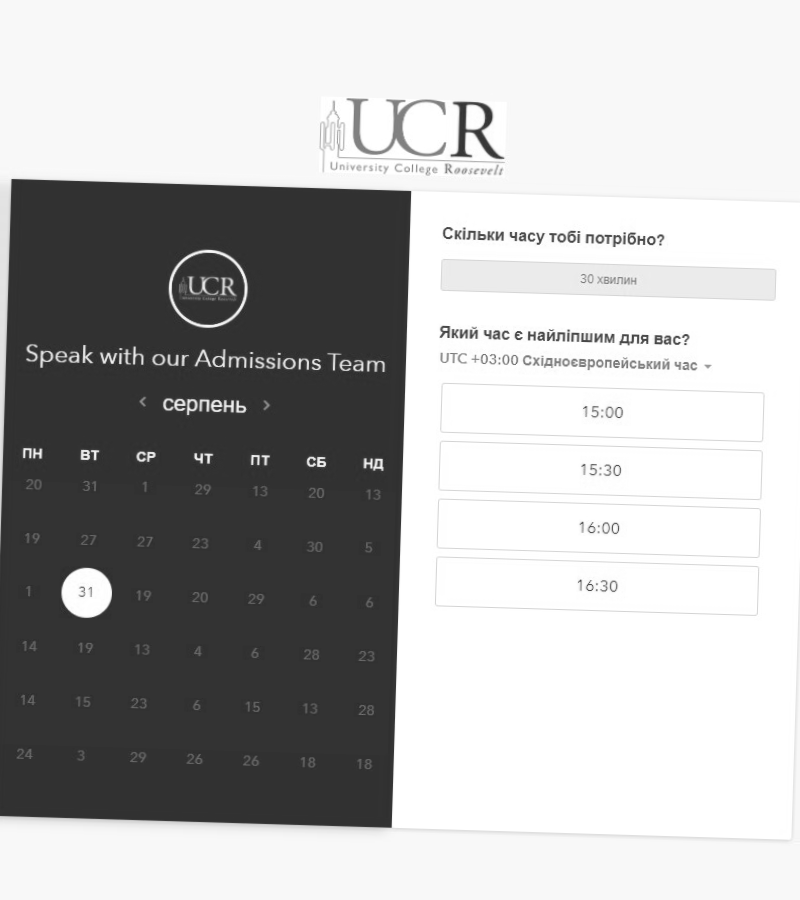 UCR
University College Roosevelt
UCR
University College Roosevelt
Speak with our Admissions Team
серпень
ПН ВТ СР ЧТ ПТ СБ НД
20 31 1 29 13 20 13
19 27 27 23 4 30 5
1 31 19 20 29 6 6
14 19 13 4 6 28 23
14 15 23 6 15 13 28
24 3 29 26 26 18 18
Скільки часу тобі потрібно?
30 хвилин
Який час є найліпшим для вас?
UTC +03:00 Східноєвропейський час
15:00
15:30
16:00
16:30